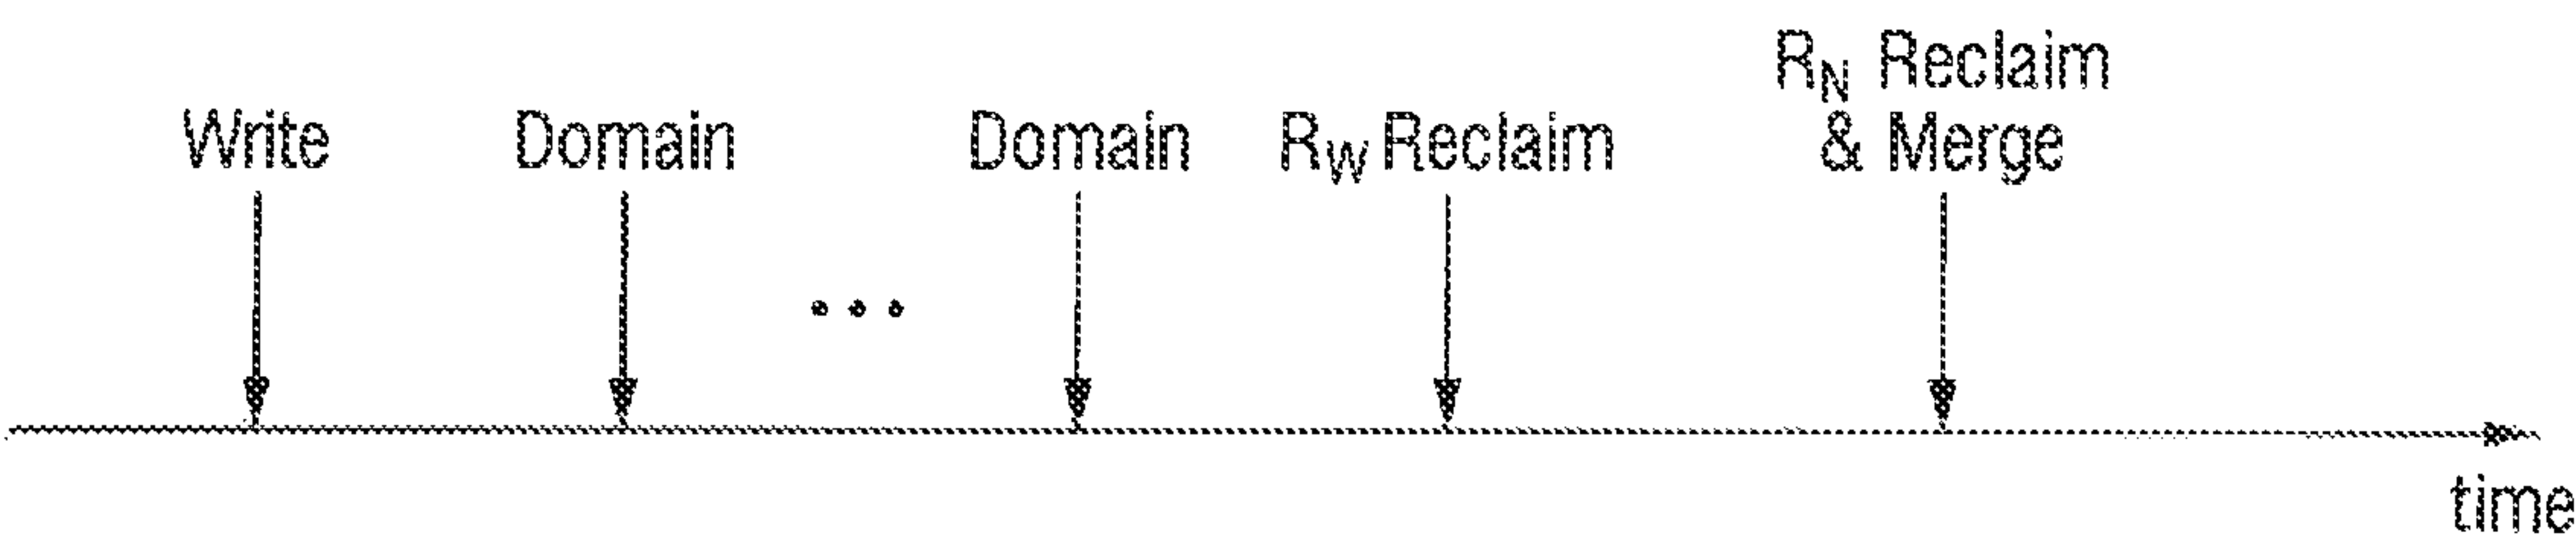 Write
Domain
...
Domain
R_W Reclaim
R_N Reclaim
& Merge
time